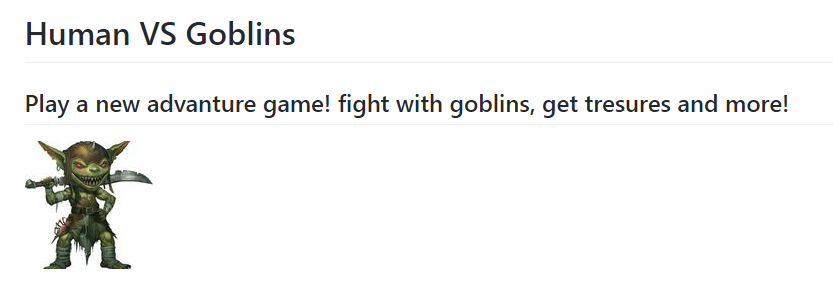 Human VS Goblins
Play a new advanture game! fight with goblins, get tresures and more!